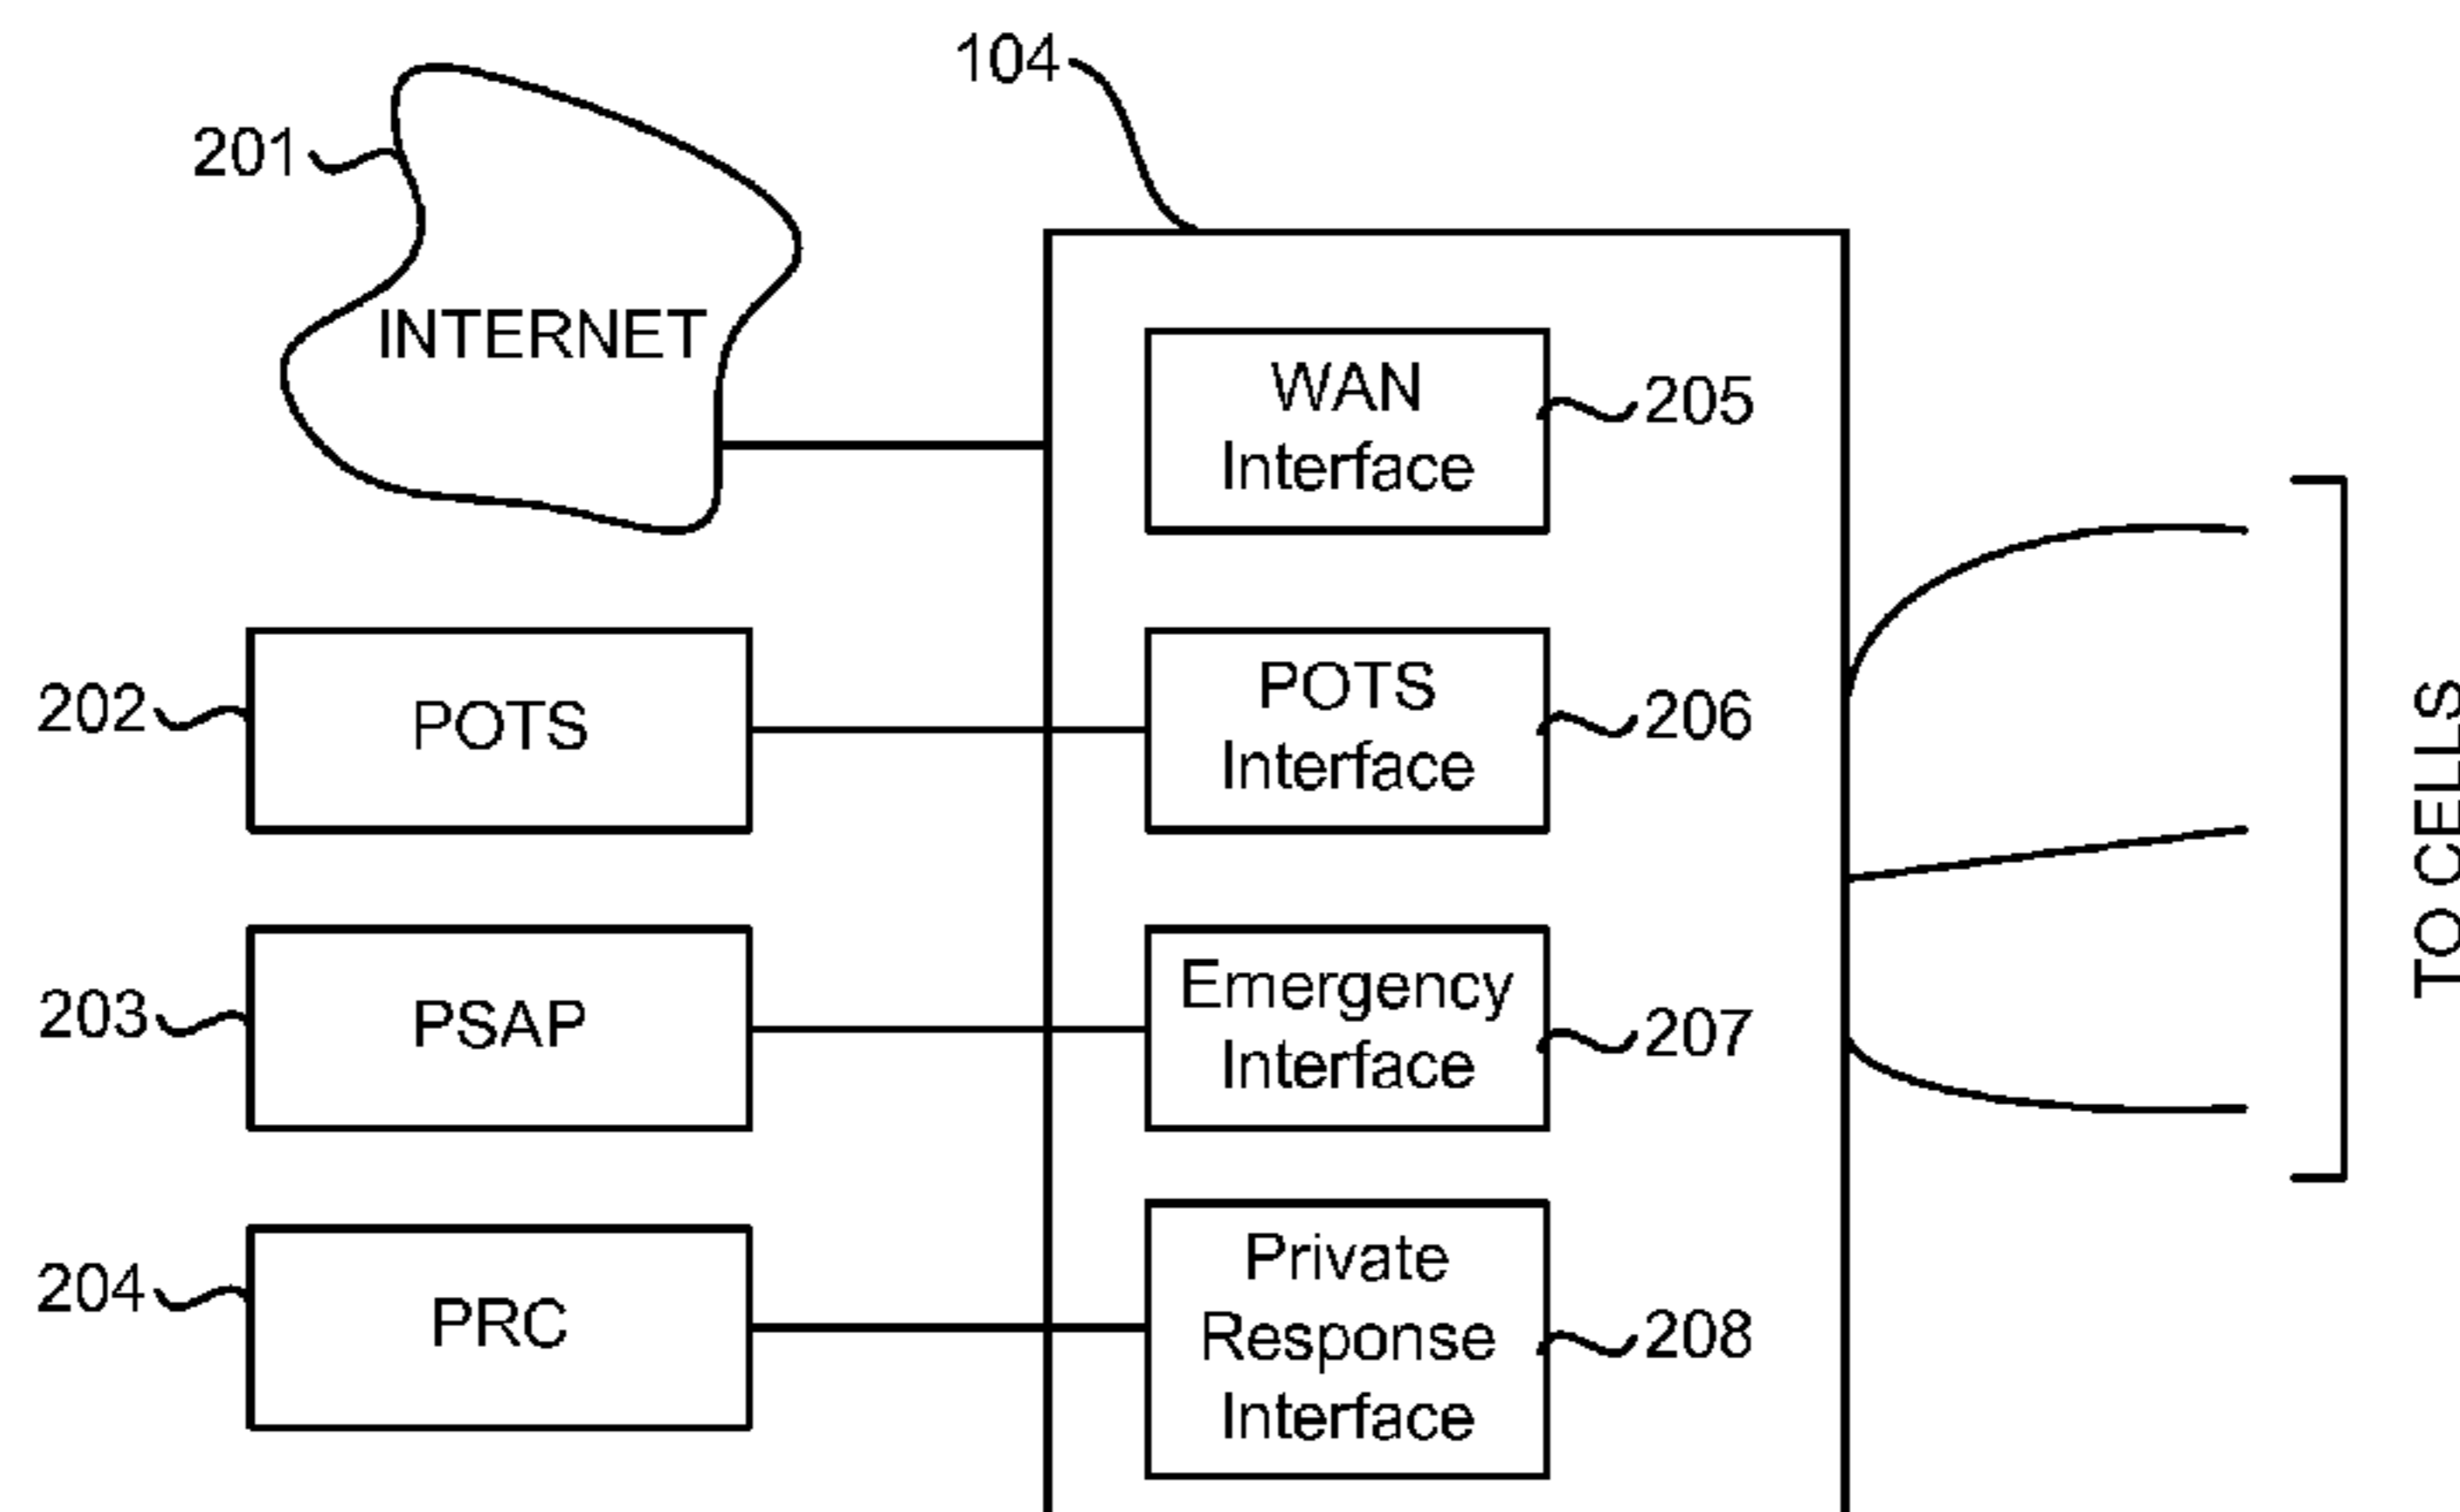 104
201
INTERNET
WAN
Interface
205
202
POTS
POTS
Interface
206
TO CELLS
203
PSAP
Emergency
Interface
207
204
PRC
Private
Response
Interface
208